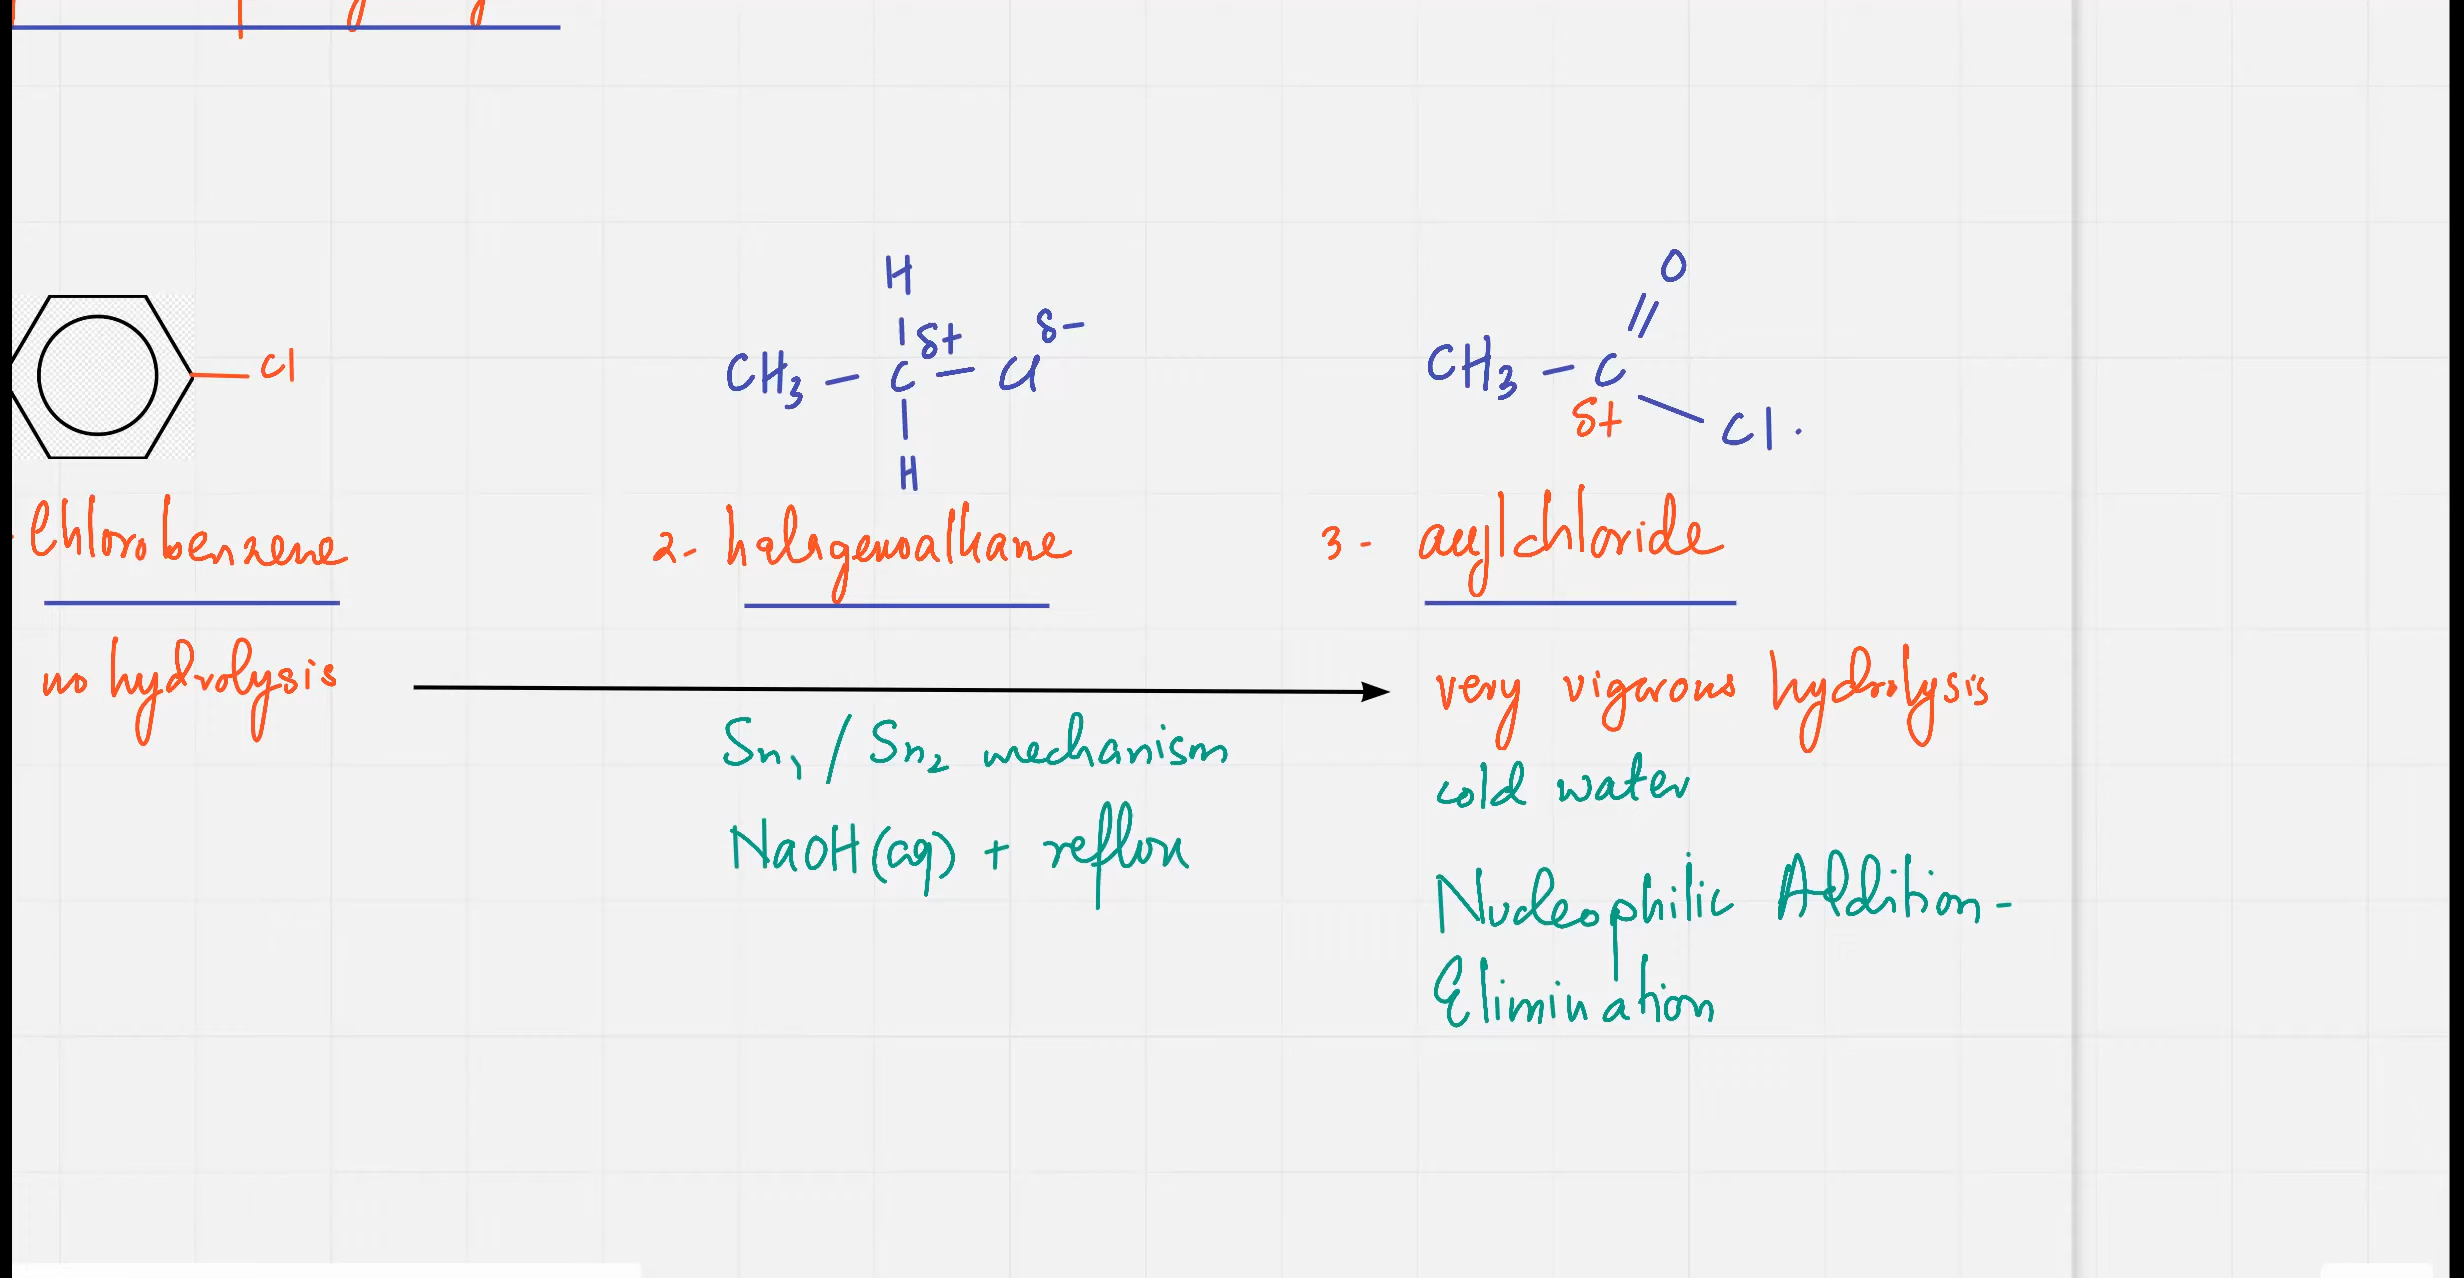 Cl
H
δ+ δ-
CH3 - C - Cl
H
O
CH3 - C
δ+
Cl.
Chlorobenzene
2- halogenoalkane
3- acylchloride
no hydrolysis
very vigorous hydrolysis
Sn1 / Sn2 mechanism
cold water
NaOH(aq) + reflux
Nucleophilic Addition-
Elimination